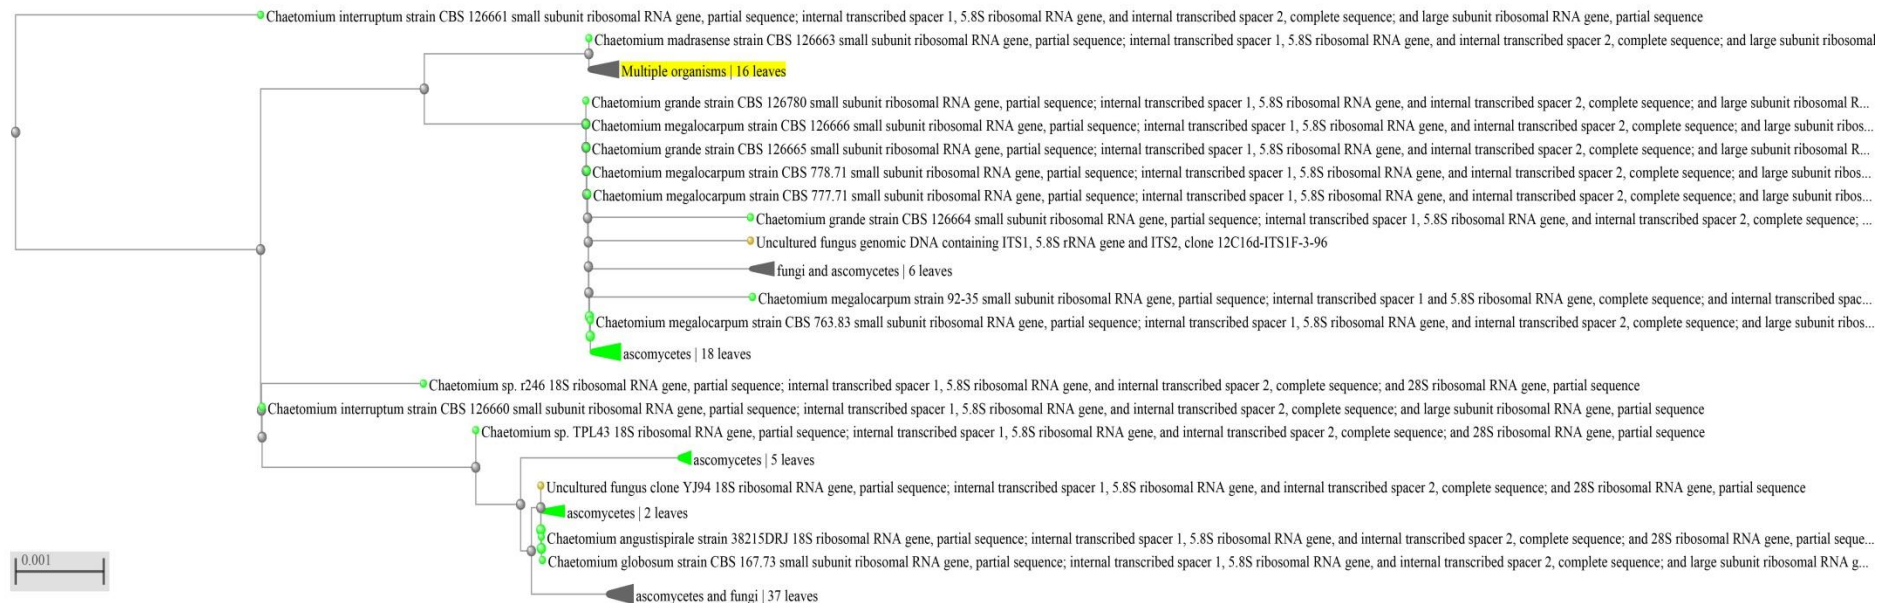 Chaetomium interruptum strain CBS 126661 small subunit ribosomal RNA gene, partial sequence; internal transcribed spacer 1, 5.8S ribosomal RNA gene, and internal transcribed spacer 2, complete sequence; and large subunit ribosomal RNA gene, partial sequence
Chaetomium madrasense strain CBS 126663 small subunit ribosomal RNA gene, partial sequence; internal transcribed spacer 1, 5.8S ribosomal RNA gene, and internal transcribed spacer 2, complete sequence; and large subunit ribosomal
Multiple organisms | 16 leaves
Chaetomium grande strain CBS 126780 small subunit ribosomal RNA gene, partial sequence; internal transcribed spacer 1, 5.8S ribosomal RNA gene, and internal transcribed spacer 2, complete sequence; and large subunit ribosomal R...
Chaetomium megalocarpum strain CBS 126666 small subunit ribosomal RNA gene, partial sequence; internal transcribed spacer 1, 5.8S ribosomal RNA gene, and internal transcribed spacer 2, complete sequence; and large subunit ribos...
Chaetomium grande strain CBS 126665 small subunit ribosomal RNA gene, partial sequence; internal transcribed spacer 1, 5.8S ribosomal RNA gene, and internal transcribed spacer 2, complete sequence; and large subunit ribosomal R...
Chaetomium megalocarpum strain CBS 778.71 small subunit ribosomal RNA gene, partial sequence; internal transcribed spacer 1, 5.8S ribosomal RNA gene, and internal transcribed spacer 2, complete sequence; and large subunit ribos...
Chaetomium megalocarpum strain CBS 777.71 small subunit ribosomal RNA gene, partial sequence; internal transcribed spacer 1, 5.8S ribosomal RNA gene, and internal transcribed spacer 2, complete sequence; and large subunit ribos...
Chaetomium grande strain CBS 126664 small subunit ribosomal RNA gene, partial sequence; internal transcribed spacer 1, 5.8S ribosomal RNA gene, and internal transcribed spacer 2, complete sequence; ...
Uncultured fungus genomic DNA containing ITS1, 5.8S rRNA gene and ITS2, clone 12C16d-ITS1F-3-96
fungi and ascomycetes | 6 leaves
Chaetomium megalocarpum strain 92-35 small subunit ribosomal RNA gene, partial sequence; internal transcribed spacer 1 and 5.8S ribosomal RNA gene, complete sequence; and internal transcribed spac...
Chaetomium megalocarpum strain CBS 763.83 small subunit ribosomal RNA gene, partial sequence; internal transcribed spacer 1, 5.8S ribosomal RNA gene, and internal transcribed spacer 2, complete sequence; and large subunit ribos...
ascomycetes | 18 leaves
Chaetomium sp. r246 18S ribosomal RNA gene, partial sequence; internal transcribed spacer 1, 5.8S ribosomal RNA gene, and internal transcribed spacer 2, complete sequence; and 28S ribosomal RNA gene, partial sequence
Chaetomium interruptum strain CBS 126660 small subunit ribosomal RNA gene, partial sequence; internal transcribed spacer 1, 5.8S ribosomal RNA gene, and internal transcribed spacer 2, complete sequence; and large subunit ribosomal RNA gene, partial sequence
Chaetomium sp. TPL43 18S ribosomal RNA gene, partial sequence; internal transcribed spacer 1, 5.8S ribosomal RNA gene, and internal transcribed spacer 2, complete sequence; and 28S ribosomal RNA gene, partial sequence
ascomycetes | 5 leaves
Uncultured fungus clone YJ94 18S ribosomal RNA gene, partial sequence; internal transcribed spacer 1, 5.8S ribosomal RNA gene, and internal transcribed spacer 2, complete sequence; and 28S ribosomal RNA gene, partial sequence
ascomycetes | 2 leaves
Chaetomium angustispirale strain 38215DRJ 18S ribosomal RNA gene, partial sequence; internal transcribed spacer 1, 5.8S ribosomal RNA gene, and internal transcribed spacer 2, complete sequence; and 28S ribosomal RNA gene, partial seque...
Chaetomium globosum strain CBS 167.73 small subunit ribosomal RNA gene, partial sequence; internal transcribed spacer 1, 5.8S ribosomal RNA gene, and internal transcribed spacer 2, complete sequence; and large subunit ribosomal RNA g...
0.001
ascomycetes and fungi | 37 leaves